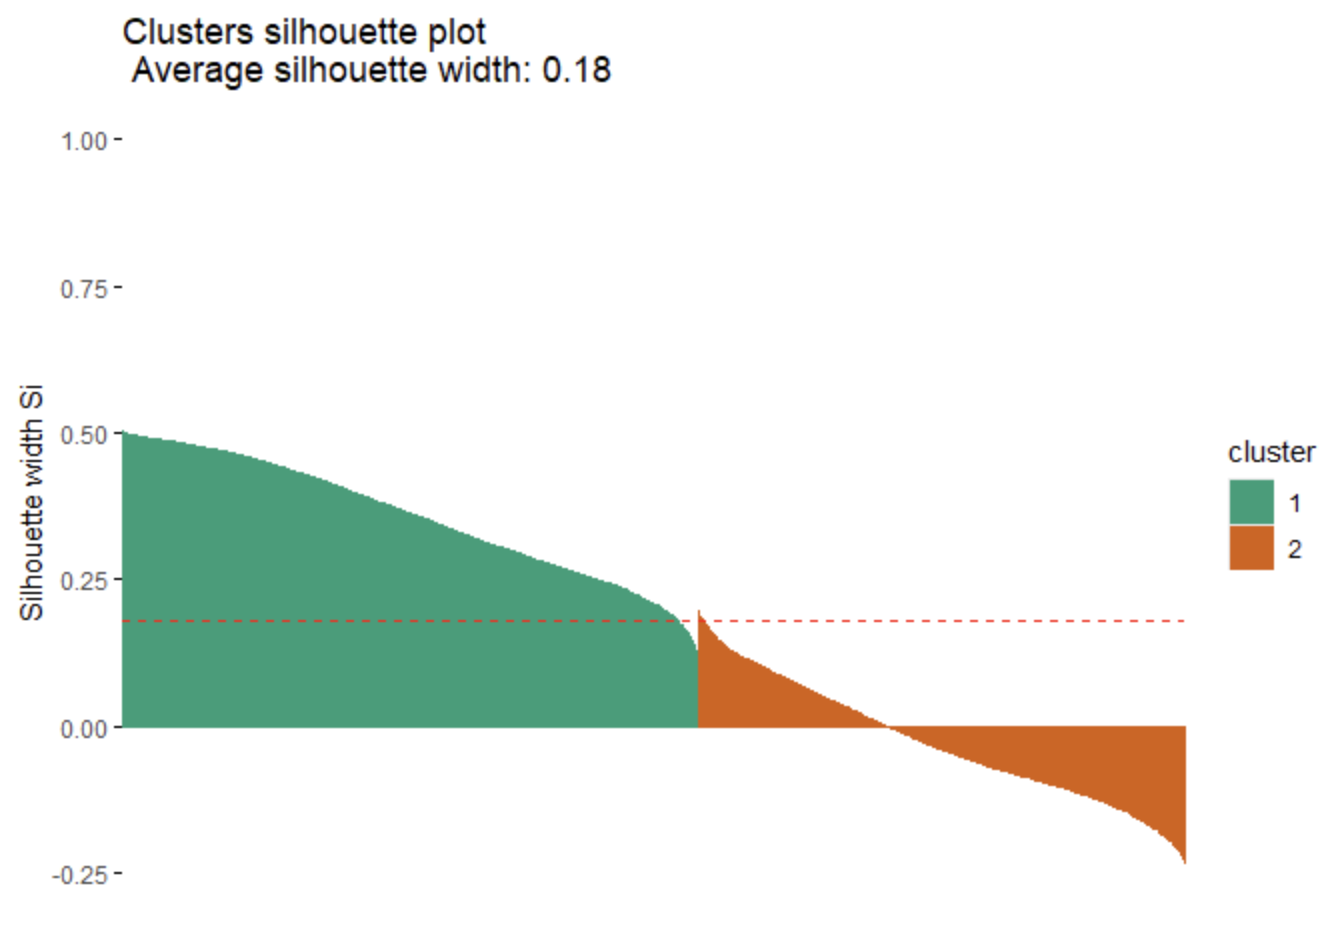 Clusters silhouette plot
Average silhouette width: 0.18
1.00
0.75
0.50
0.25
0.00
-0.25
Silhouette width Si
cluster
1
2